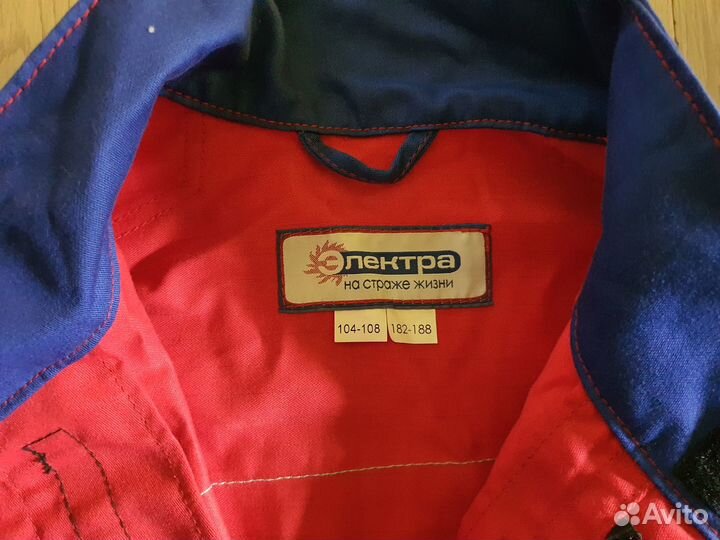 Электра
на страже жизни
104-108 182-188
Avito